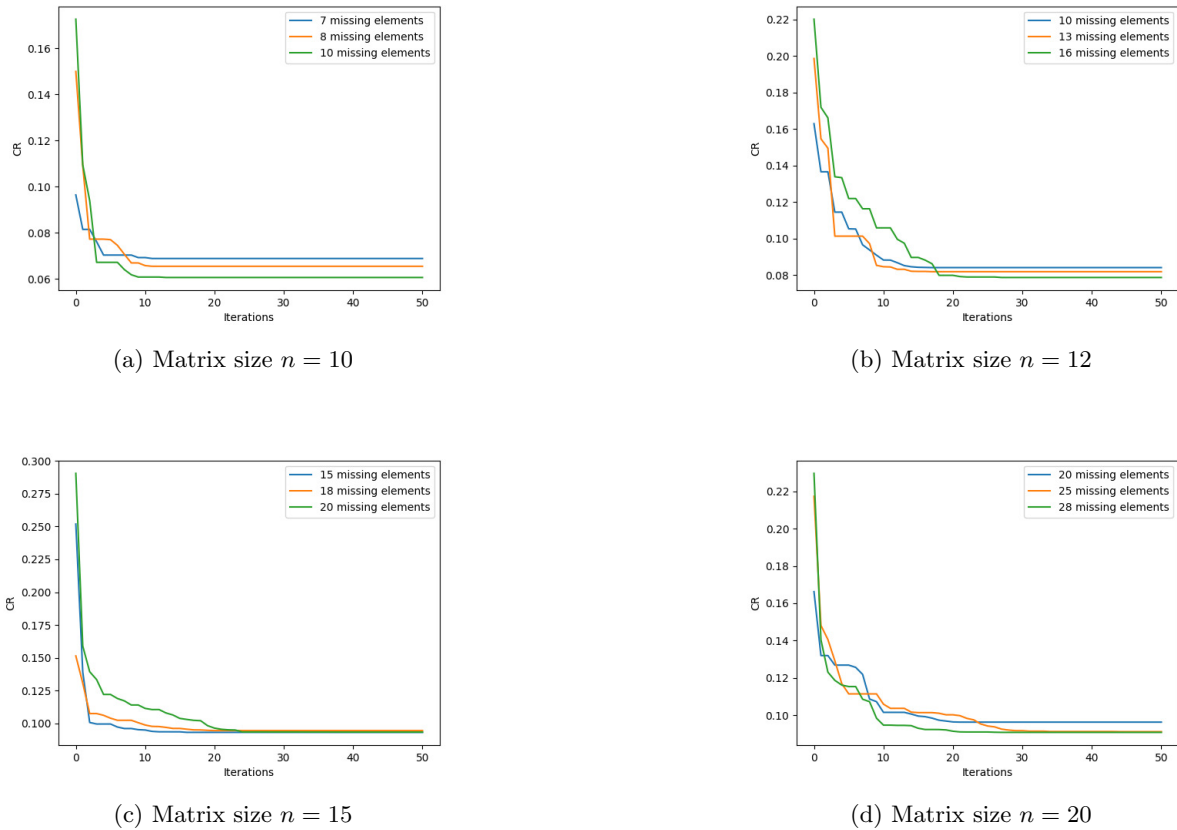 7 missing elements
8 missing elements
10 missing elements
0.16
0.14
0.12
0.10
0.08
0.06
CR
0 10 20 30 40 50
Iterations
(a) Matrix size n = 10
10 missing elements
13 missing elements
16 missing elements
0.22
0.20
0.18
0.16
0.14
0.12
0.10
0.08
CR
0 10 20 30 40 50
Iterations
(b) Matrix size n = 12
15 missing elements
18 missing elements
20 missing elements
0.300
0.275
0.250
0.225
0.200
0.175
0.150
0.125
0.100
CR
0 10 20 30 40 50
Iterations
(c) Matrix size n = 15
20 missing elements
25 missing elements
28 missing elements
0.22
0.20
0.18
0.16
0.14
0.12
0.10
CR
0 10 20 30 40 50
Iterations
(d) Matrix size n = 20